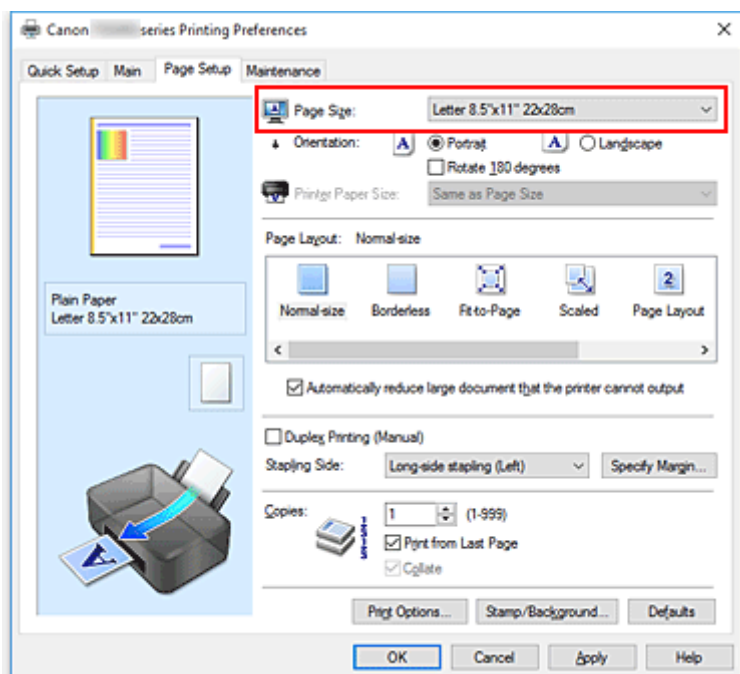 Canon series Printing Preferences
Quick Setup Main Page Setup Maintenance
Page Size: Letter 8.5"x11" 22x28cm
Orientation: A Portrait A Landscape
Rotate 180 degrees
Printer Paper Size: Same as Page Size
Page Layout: Normal-size
2
Normal-size Borderless Fit-to-Page Scaled Page Layout
Plain Paper
Letter 8.5"x11" 22x28cm
Automatically reduce large document that the printer cannot output
Duplex Printing (Manual)
Stapling Side: Long-side stapling (Left) Specify Margin...
Copies: 1 (1-999)
Print from Last Page
Collate
A
Print Options... Stamp/Background... Defaults
OK Cancel Apply Help